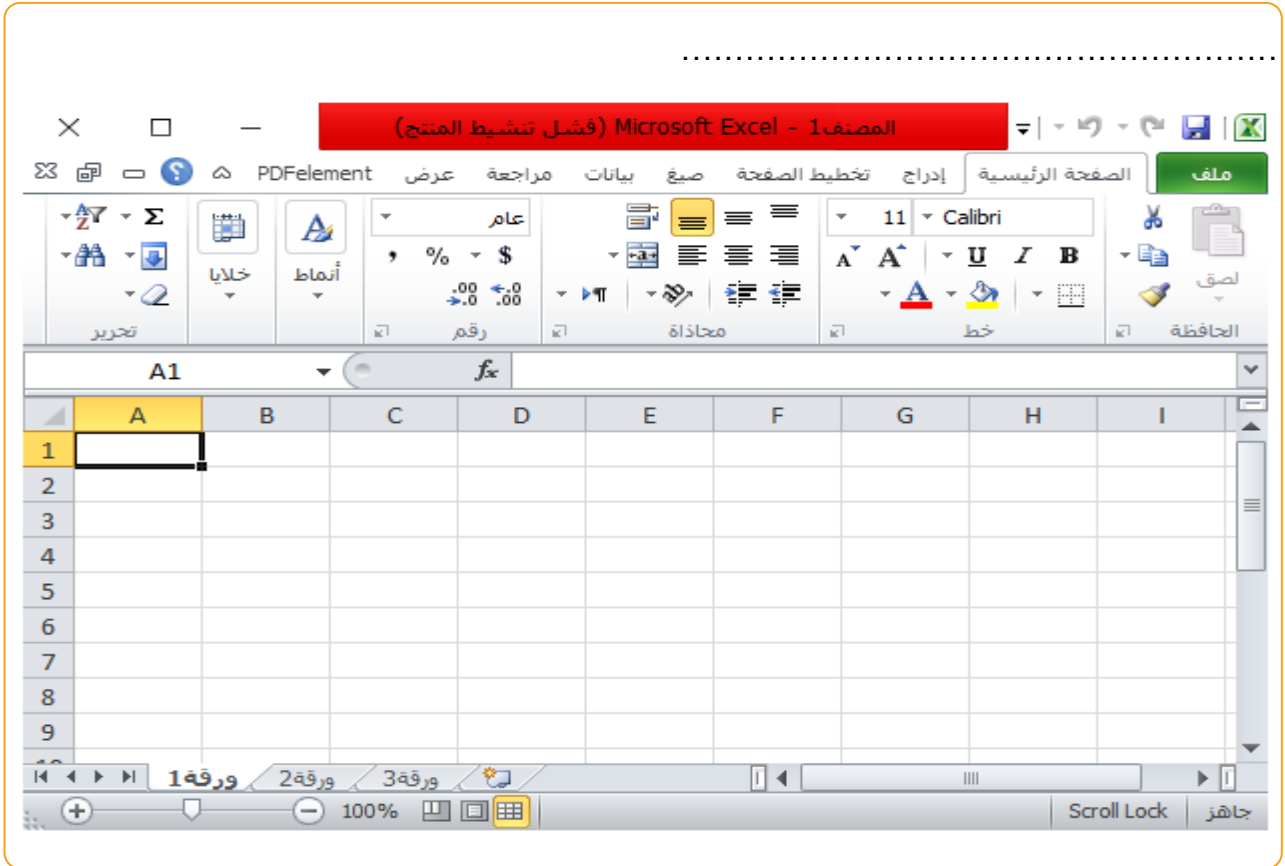 .......................................................
المصنف1 - Microsoft Excel (فشل تنشيط المنتج)
ملف الصفحة الرئيسية إدراج تخطيط الصفحة صيغ بيانات مراجعة عرض PDFelement
Calibri 11 عام
لصق B I U $ % , أنماط خلايا
الحافظة خط محاذاة رقم تحرير
A1 fx
A B C D E F G H I
1
2
3
4
5
6
7
8
9
ورقة1 ورقة2 ورقة3
جاهز Scroll Lock 100%